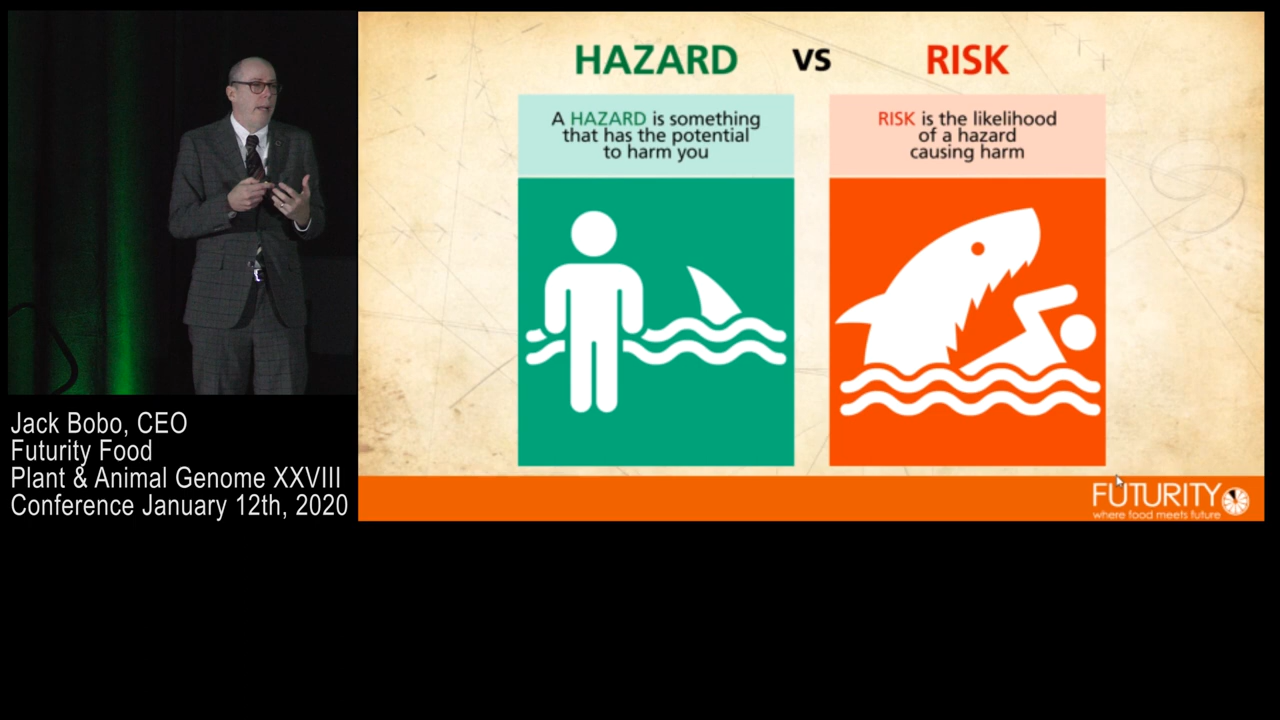 HAZARD vs RISK
A HAZARD is something
that has the potential
to harm you
RISK is the likelihood
of a hazard
causing harm
Jack Bobo, CEO
Futurity Food
Plant & Animal Genome XXVIII
Conference January 12th, 2020
FUTURITY
where food meets future